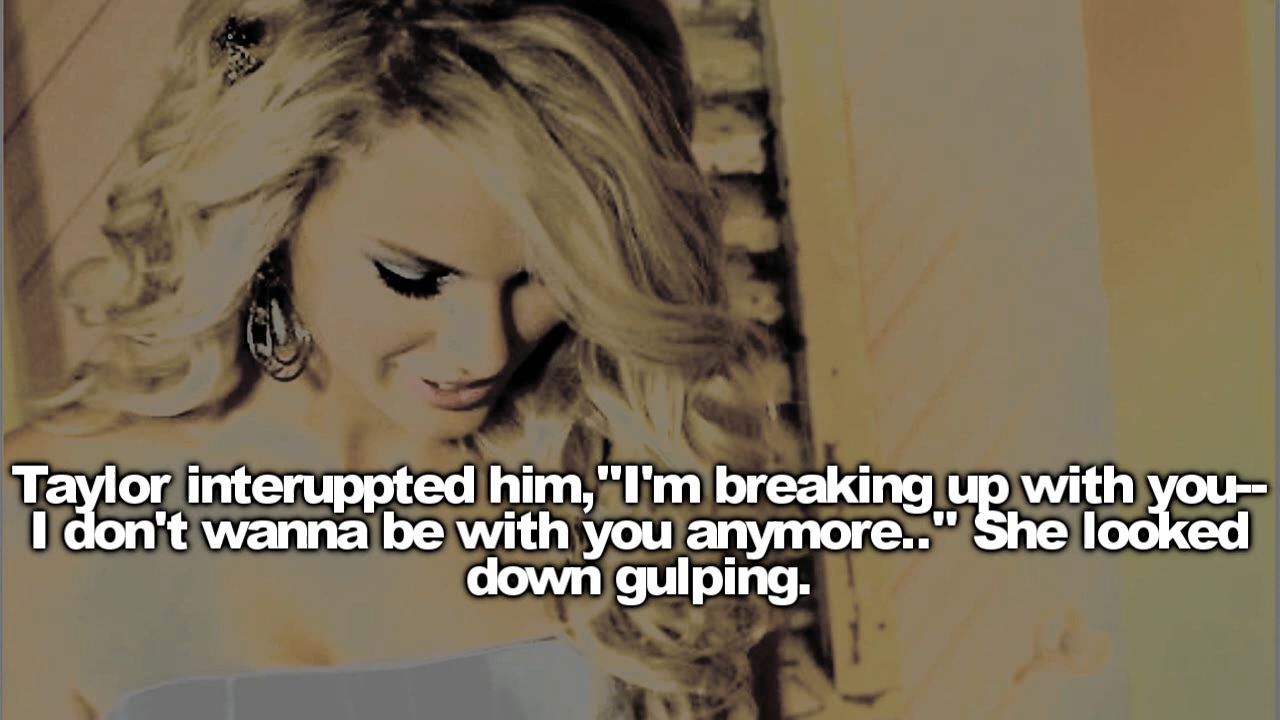 Taylor interuppted him,"I'm breaking up with you--
I don't wanna be with you anymore.." She looked
down gulping.